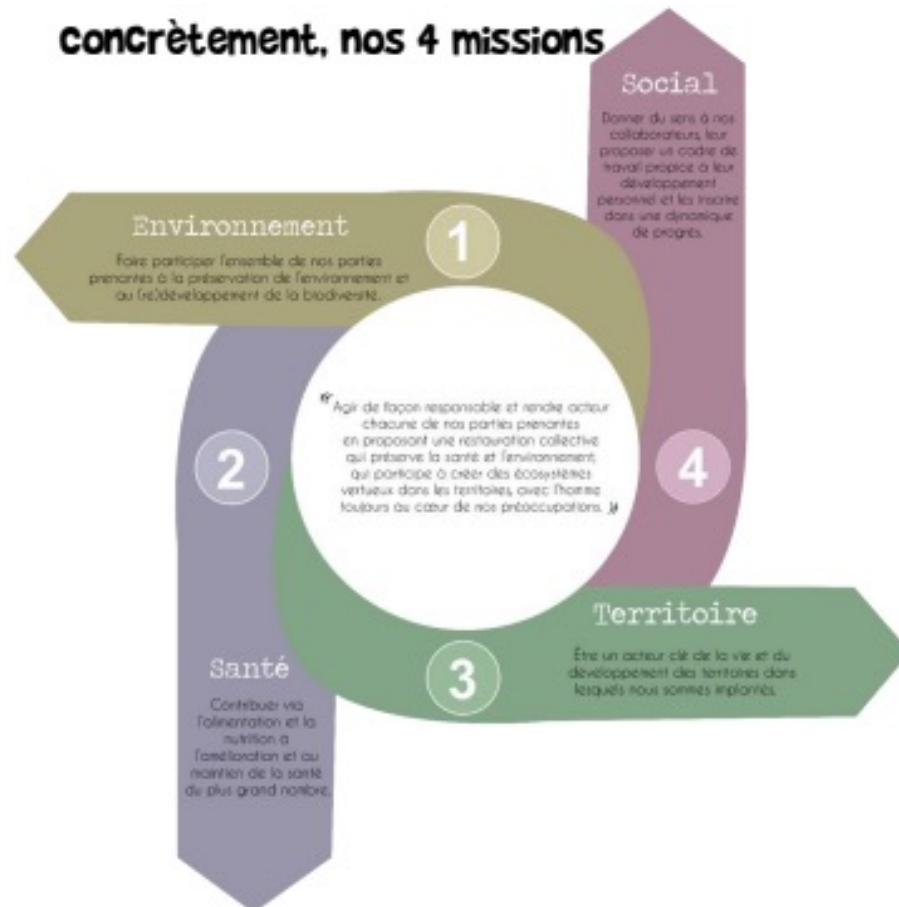 concrètement, nos 4 missions
Social
Donner du sens à nos
collaborateurs, leur
proposer un cadre de
travail propice à leur
développement
personnel et les inscrire
dans une dynamique
de progrès.
Environnement
1
Faire participer l'ensemble de nos parties
prenantes à la préservation de l'environnement et
au (re)développement de la biodiversité.
"Agir de façon responsable et rendre acteur
chacune de nos parties prenantes
en proposant une restauration collective
qui préserve la santé et l'environnement,
qui participe à créer des écosystèmes
vertueux dans les territoires, avec l'homme
toujours au cœur de nos préoccupations. "
2
4
Territoire
Être un acteur clé de la vie et du
développement des territoires dans
lesquels nous sommes implantés.
3
Santé
Contribuer via
l'alimentation et la
nutrition à
l'amélioration et au
maintien de la santé
du plus grand nombre.